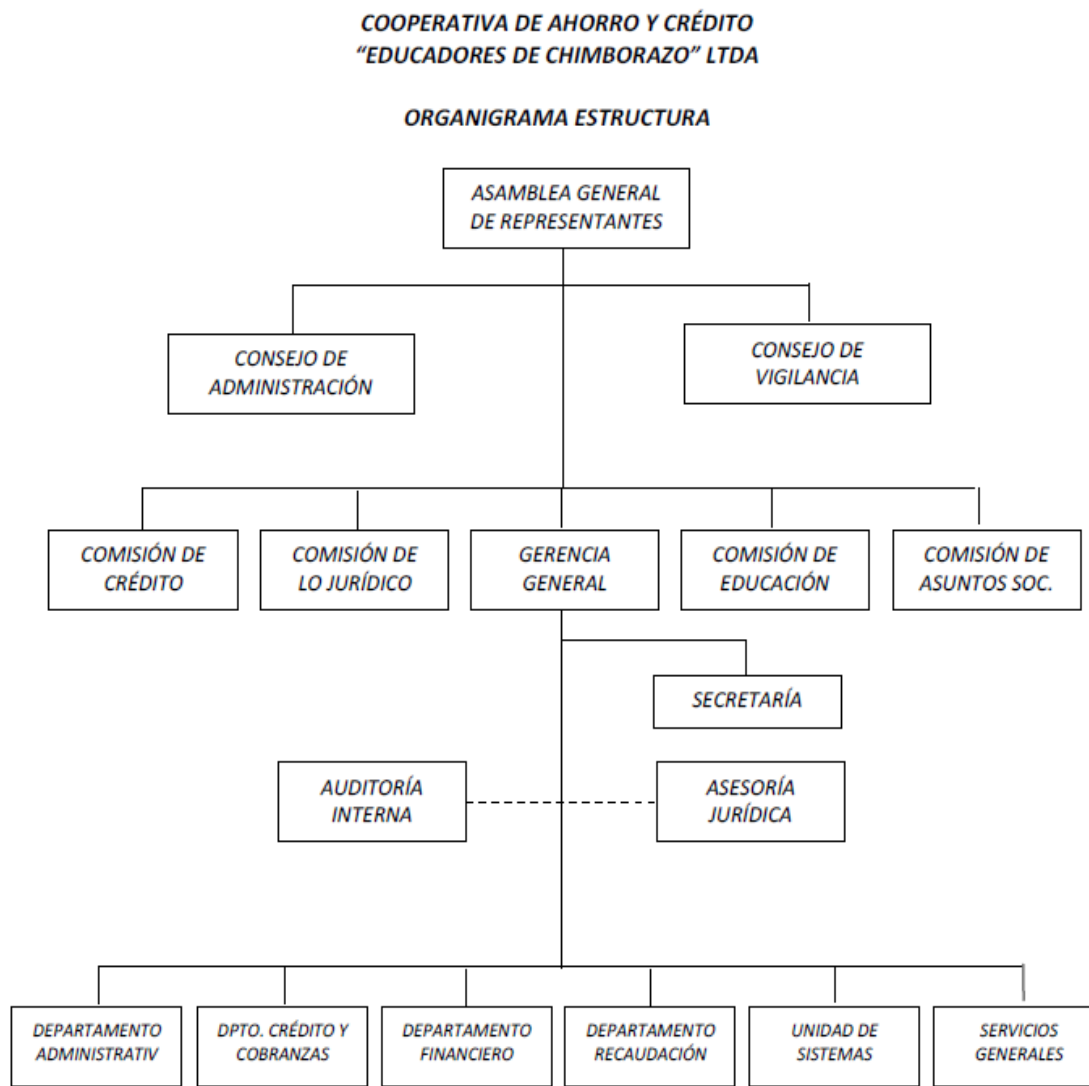 COOPERATIVA DE AHORRO Y CRÉDITO
“EDUCADORES DE CHIMBORAZO” LTDA
ORGANIGRAMA ESTRUCTURA
ASAMBLEA GENERAL
DE REPRESENTANTES
CONSEJO DE
ADMINISTRACIÓN
CONSEJO DE
VIGILANCIA
COMISIÓN DE
CRÉDITO
COMISIÓN DE
LO JURÍDICO
GERENCIA
GENERAL
COMISIÓN DE
EDUCACIÓN
COMISIÓN DE
ASUNTOS SOC.
SECRETARÍA
AUDITORÍA
INTERNA
ASESORÍA
JURÍDICA
DEPARTAMENTO
ADMINISTRATIV
DPTO. CRÉDITO Y
COBRANZAS
DEPARTAMENTO
FINANCIERO
DEPARTAMENTO
RECAUDACIÓN
UNIDAD DE
SISTEMAS
SERVICIOS
GENERALES